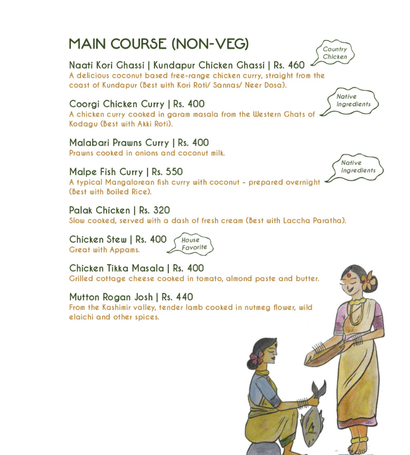 MAIN COURSE (NON-VEG)
Country
Chicken
Naati Kori Ghassi | Kundapur Chicken Ghassi | Rs. 460
A delicious coconut based free-range chicken curry, straight from the
coast of Kundapur (Best with Kori Roti/ Sannas/ Neer Dosa).
Native
Ingredients
Coorgi Chicken Curry | Rs. 400
A chicken curry cooked in garam masala from the Western Ghats of
Kodagu (Best with Akki Roti).
Malabari Prawns Curry | Rs. 400
Prawns cooked in onions and coconut milk.
Native
Ingredients
Malpe Fish Curry | Rs. 550
A typical Mangalorean fish curry with coconut - prepared overnight
(Best with Boiled Rice).
Palak Chicken | Rs. 320
Slow cooked, served with a dash of fresh cream (Best with Laccha Paratha).
Chicken Stew | Rs. 400
House
Favorite
Great with Appams.
Chicken Tikka Masala | Rs. 400
Grilled cottage cheese cooked in tomato, almond paste and butter.
Mutton Rogan Josh | Rs. 440
From the Kashimir valley, tender lamb cooked in nutmeg flower, wild
elaichi and other spices.